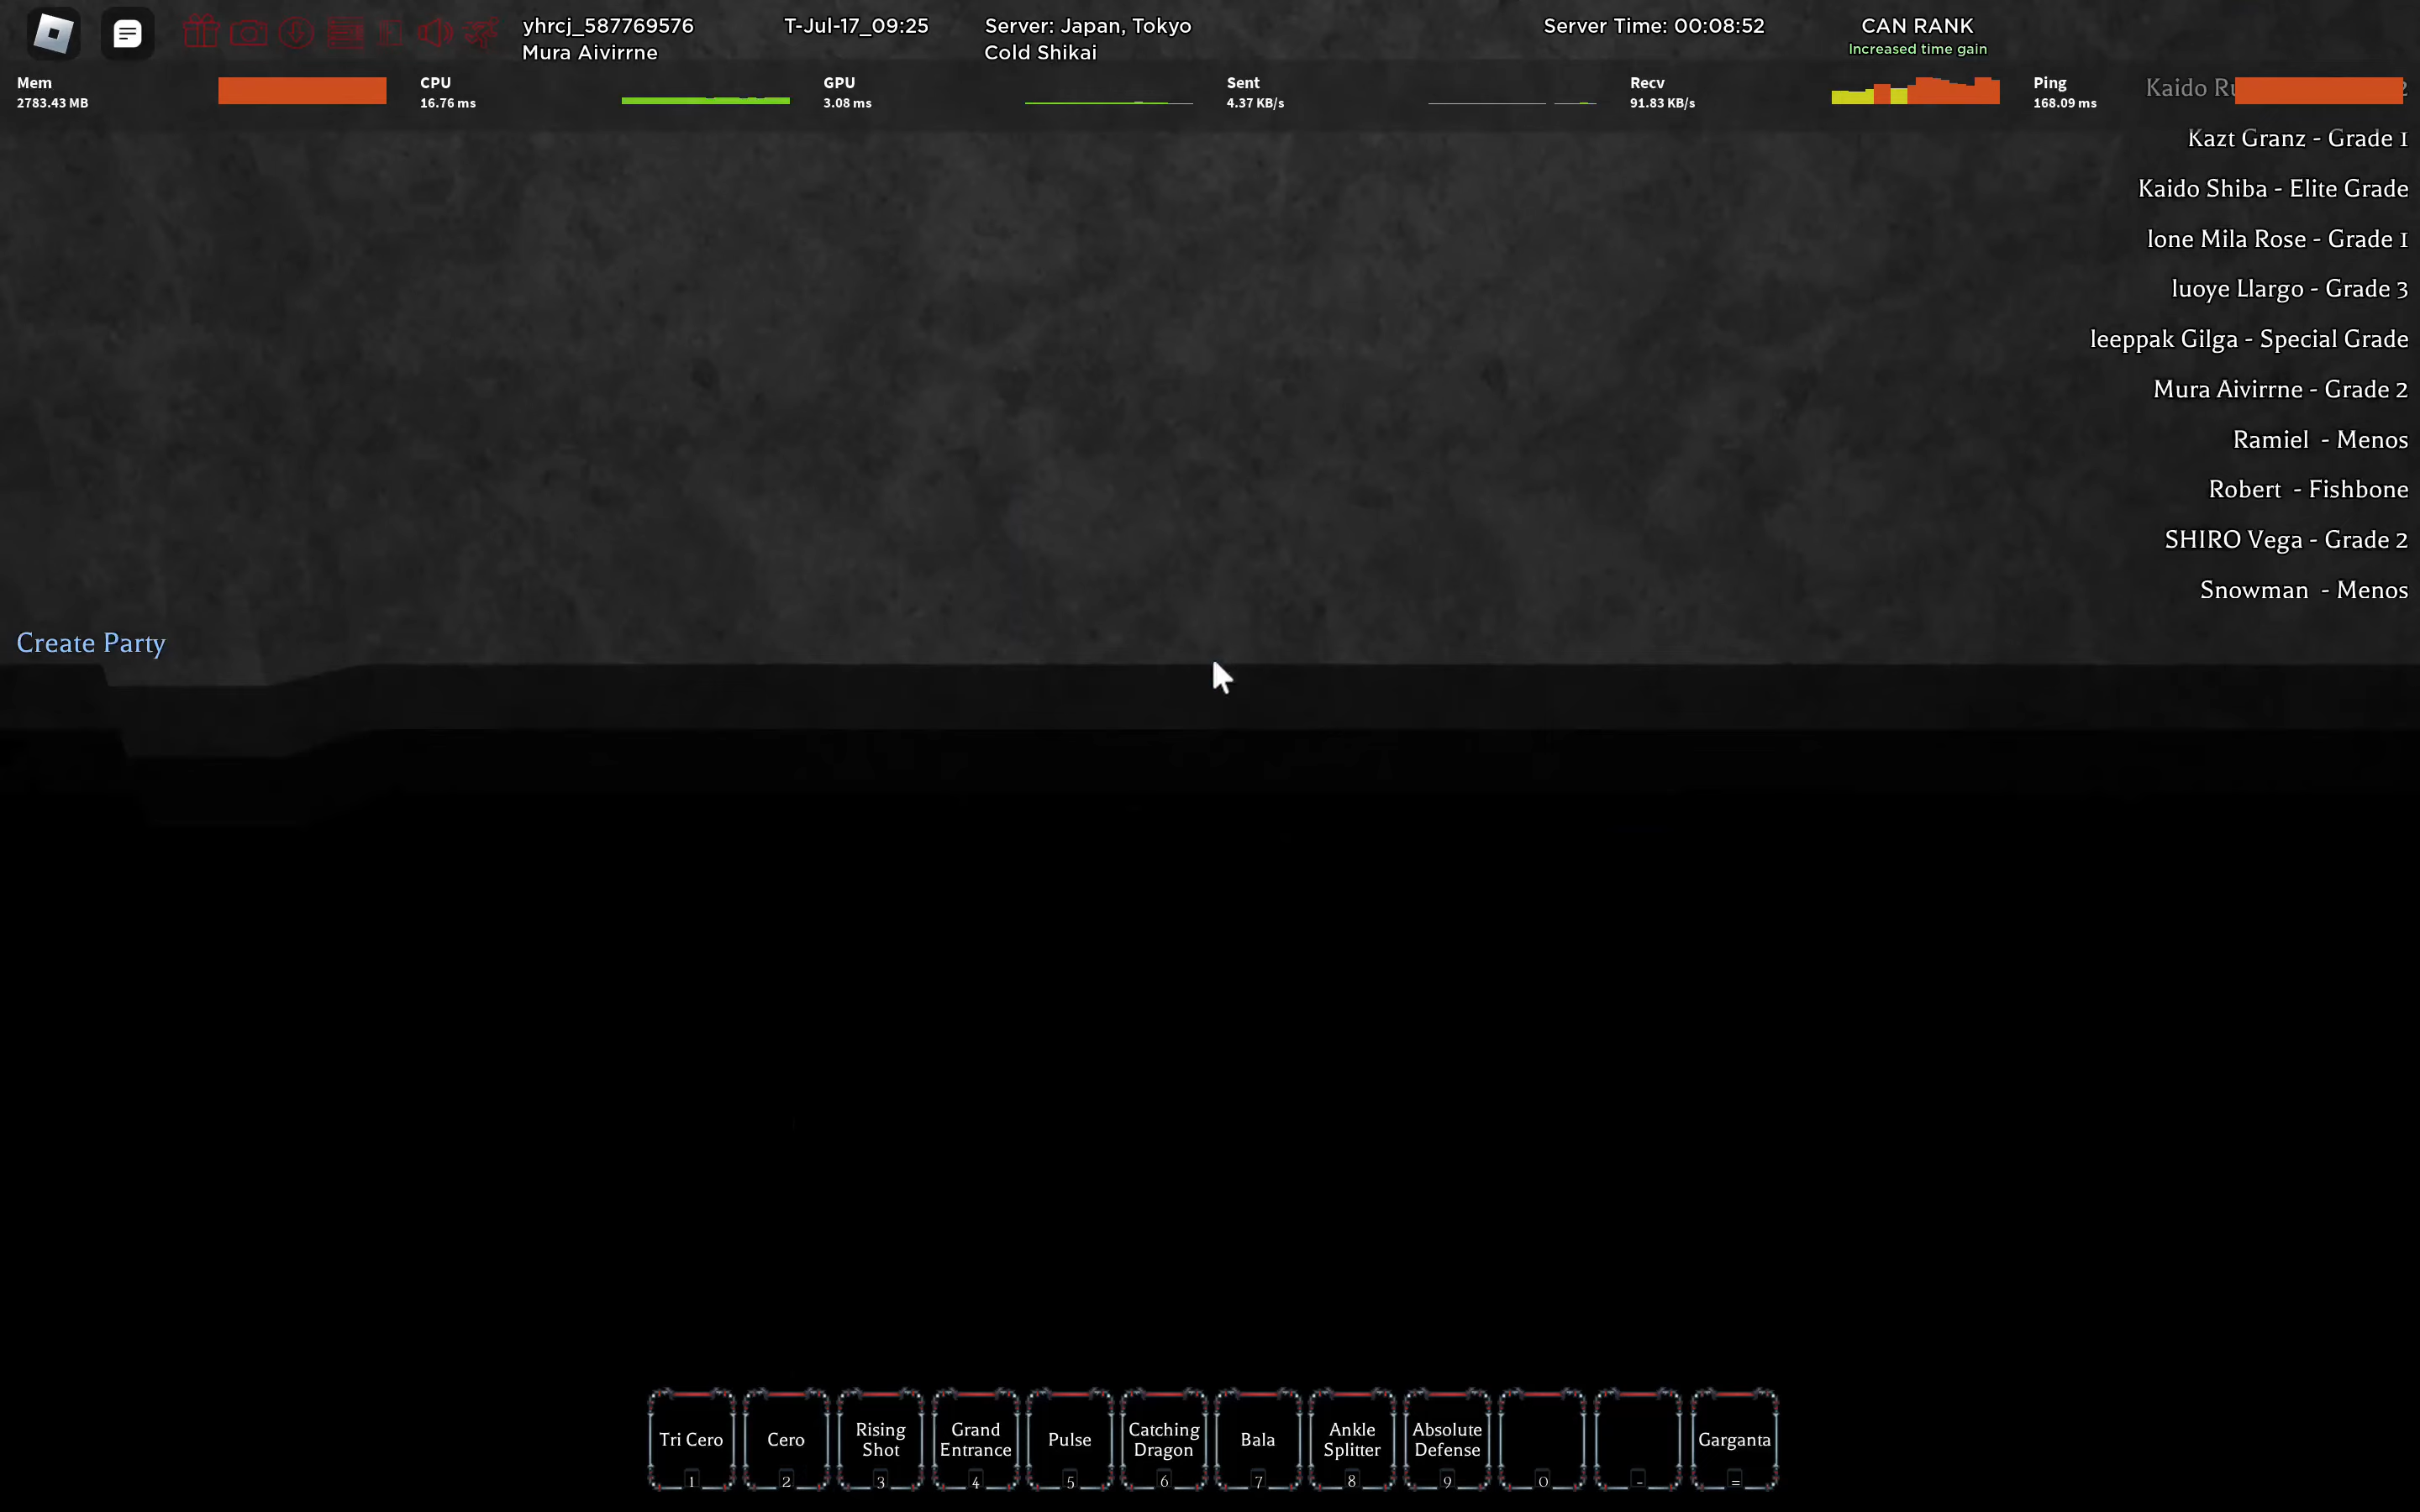 yhrcj_587769576
Mura Aivirrne
T-Jul-17_09:25
Server: Japan, Tokyo
Cold Shikai
Server Time: 00:08:52
CAN RANK
Increased time gain
Mem
2783.43 MB
CPU
16.76 ms
GPU
3.08 ms
Sent
4.37 KB/s
Recv
91.83 KB/s
Ping
168.09 ms
Kaido
Kazt Granz - Grade 1
Kaido Shiba - Elite Grade
lone Mila Rose - Grade 1
luoye Llargo - Grade 3
leeppak Gilga - Special Grade
Mura Aivirrne - Grade 2
Ramiel - Menos
Robert - Fishbone
SHIRO Vega - Grade 2
Snowman - Menos
Create Party
Tri Cero
1
Cero
2
Rising
Shot
3
Grand
Entrance
4
Pulse
5
Catching
Dragon
6
Bala
7
Ankle
Splitter
8
Absolute
Defense
9
0
-
Garganta
=